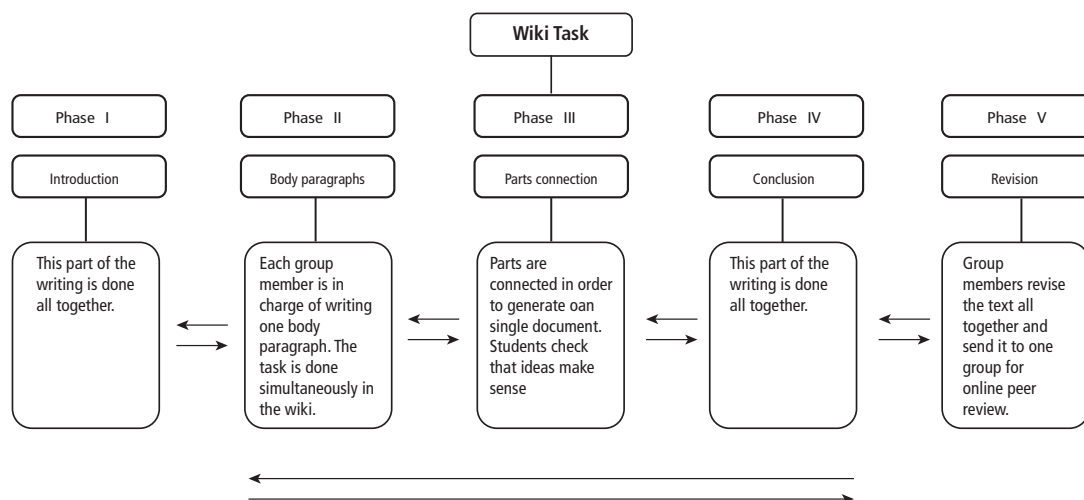 Wiki Task
Phase I
Phase II
Phase III
Phase IV
Phase V
Introduction
Body paragraphs
Parts connection
Conclusion
Revision
This part of the
writing is done
all together.
Each group
member is in
charge of writing
one body
paragraph. The
task is done
simultaneously in
the wiki.
Parts are
connected in order
to generate oan
single document.
Students check
that ideas make
sense
This part of the
writing is done
all together.
Group
members revise
the text all
together and
send it to one
group for
online peer
review.